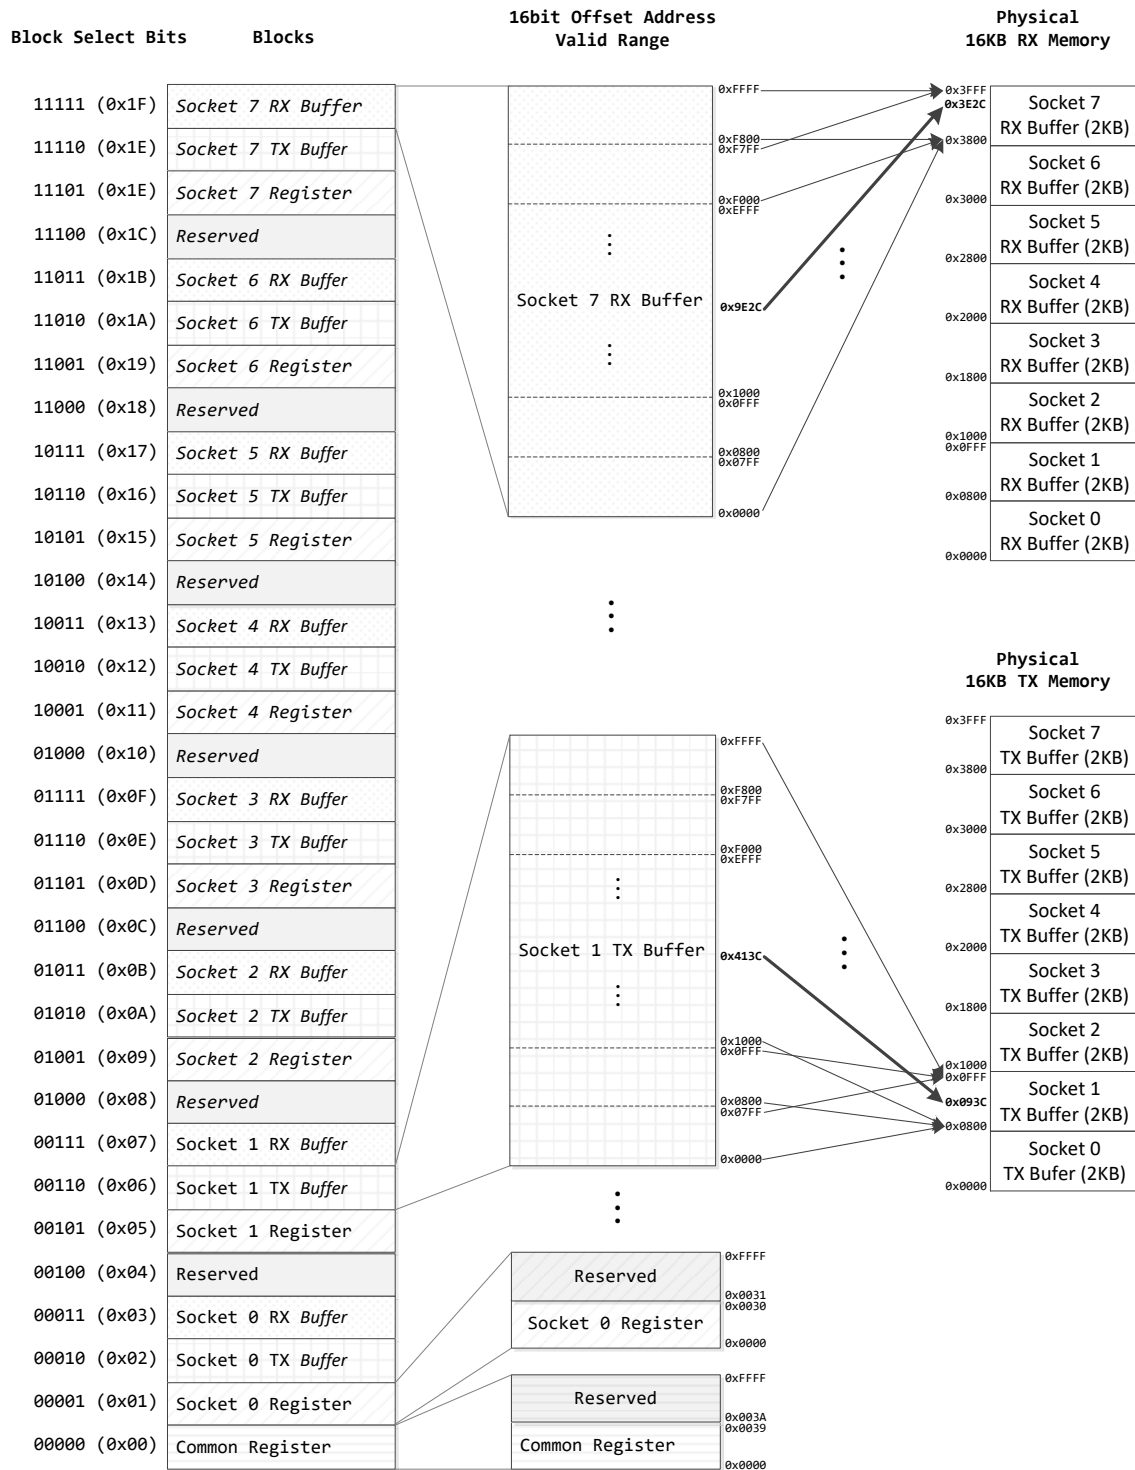 Block Select Bits
Blocks
16bit Offset Address
Valid Range
Physical
16KB RX Memory
11111 (0x1F) Socket 7 RX Buffer
11110 (0x1E) Socket 7 TX Buffer
11101 (0x1E) Socket 7 Register
11100 (0x1C) Reserved
11011 (0x1B) Socket 6 RX Buffer
11010 (0x1A) Socket 6 TX Buffer
11001 (0x19) Socket 6 Register
11000 (0x18) Reserved
10111 (0x17) Socket 5 RX Buffer
10110 (0x16) Socket 5 TX Buffer
10101 (0x15) Socket 5 Register
10100 (0x14) Reserved
10011 (0x13) Socket 4 RX Buffer
10010 (0x12) Socket 4 TX Buffer
10001 (0x11) Socket 4 Register
01000 (0x10) Reserved
01111 (0x0F) Socket 3 RX Buffer
01110 (0x0E) Socket 3 TX Buffer
01101 (0x0D) Socket 3 Register
01100 (0x0C) Reserved
01011 (0x0B) Socket 2 RX Buffer
01010 (0x0A) Socket 2 TX Buffer
01001 (0x09) Socket 2 Register
01000 (0x08) Reserved
00111 (0x07) Socket 1 RX Buffer
00110 (0x06) Socket 1 TX Buffer
00101 (0x05) Socket 1 Register
00100 (0x04) Reserved
00011 (0x03) Socket 0 RX Buffer
00010 (0x02) Socket 0 TX Buffer
00001 (0x01) Socket 0 Register
00000 (0x00) Common Register
0xFFFF
0xF800
0xF7FF
0xF000
0xEFFF
Socket 7 RX Buffer
0x9E2C
0x1000
0x0FFF
0x0800
0x07FF
0x0000
0x3FFF
0x3E2C
Socket 7
RX Buffer (2KB)
0x3800
Socket 6
RX Buffer (2KB)
0x3000
Socket 5
RX Buffer (2KB)
0x2800
Socket 4
RX Buffer (2KB)
0x2000
Socket 3
RX Buffer (2KB)
0x1800
Socket 2
RX Buffer (2KB)
0x1000
0x0FFF
Socket 1
RX Buffer (2KB)
0x0800
Socket 0
RX Buffer (2KB)
0x0000
0xFFFF
0xF800
0xF7FF
0xF000
0xEFFF
Socket 1 TX Buffer
0x413C
0x1000
0x0FFF
0x0800
0x07FF
0x0000
Physical
16KB TX Memory
0x3FFF
Socket 7
TX Buffer (2KB)
0x3800
Socket 6
TX Buffer (2KB)
0x3000
Socket 5
TX Buffer (2KB)
0x2800
Socket 4
TX Buffer (2KB)
0x2000
Socket 3
TX Buffer (2KB)
0x1800
Socket 2
TX Buffer (2KB)
0x1000
0x0FFF
Socket 1
0x093C
TX Buffer (2KB)
0x0800
Socket 0
TX Bufer (2KB)
0x0000
0xFFFF
Reserved
0x0031
0x0030
Socket 0 Register
0x0000
0xFFFF
Reserved
0x003A
0x0039
Common Register
0x0000